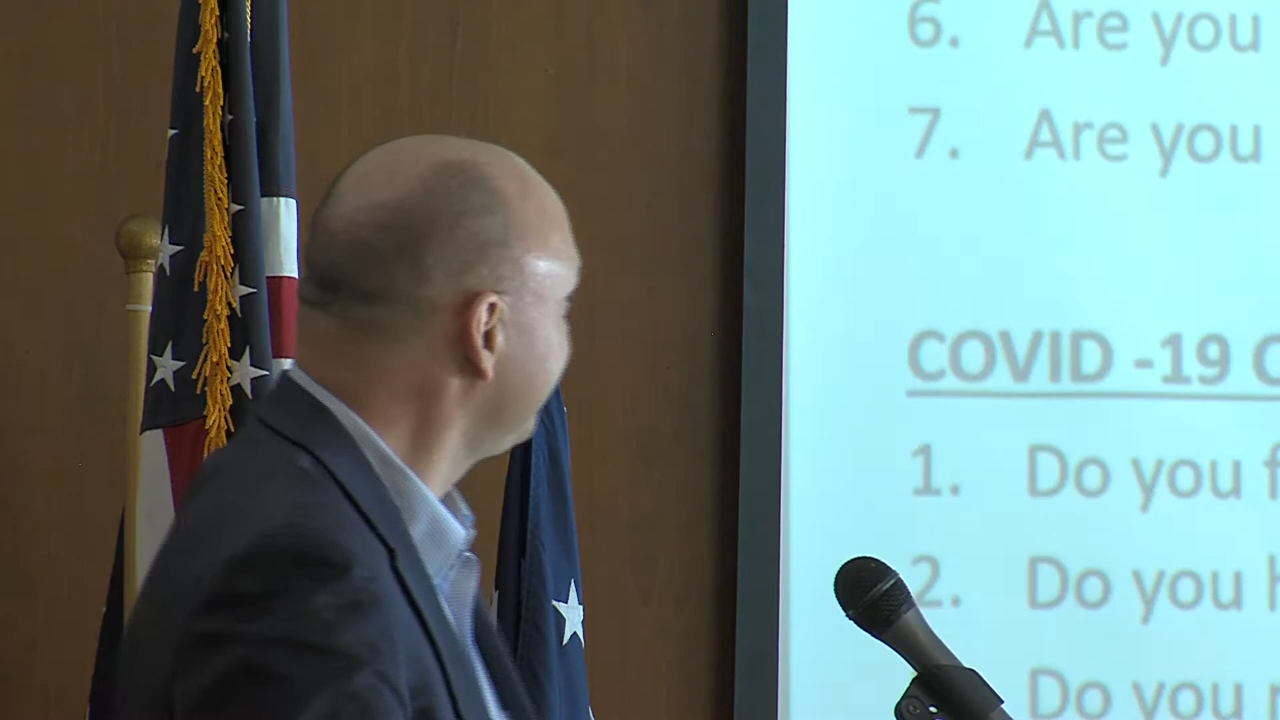 6. Are you
7. Are you
COVID -19
1. Do you
2. Do you
Do you